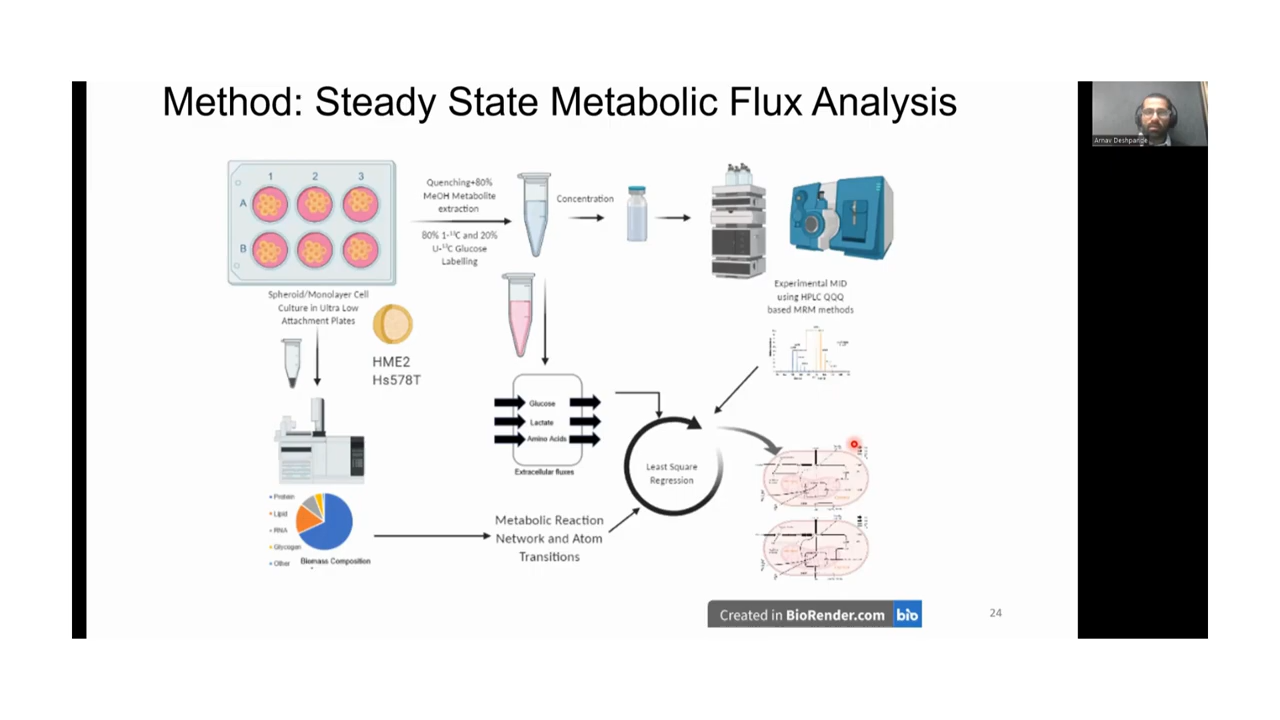 Method: Steady State Metabolic Flux Analysis
Arnav Deshpande
1 2 3
A
B
Quenching+80%
MeOH Metabolite
extraction
80% 1-¹³C and 20%
U-¹³C Glucose
Labelling
Concentration
Spheroid/Monolayer Cell
Culture in Ultra Low
Attachment Plates
HME2
Hs578T
Experimental MID
using HPLC QQQ
based MRM methods
Glucose
Lactate
Amino Acids
Extracellular fluxes
Least Square
Regression
Protein
Lipid
RNA
Glycogen
Other
Biomass Composition
Metabolic Reaction
Network and Atom
Transitions
Created in BioRender.com bio
24